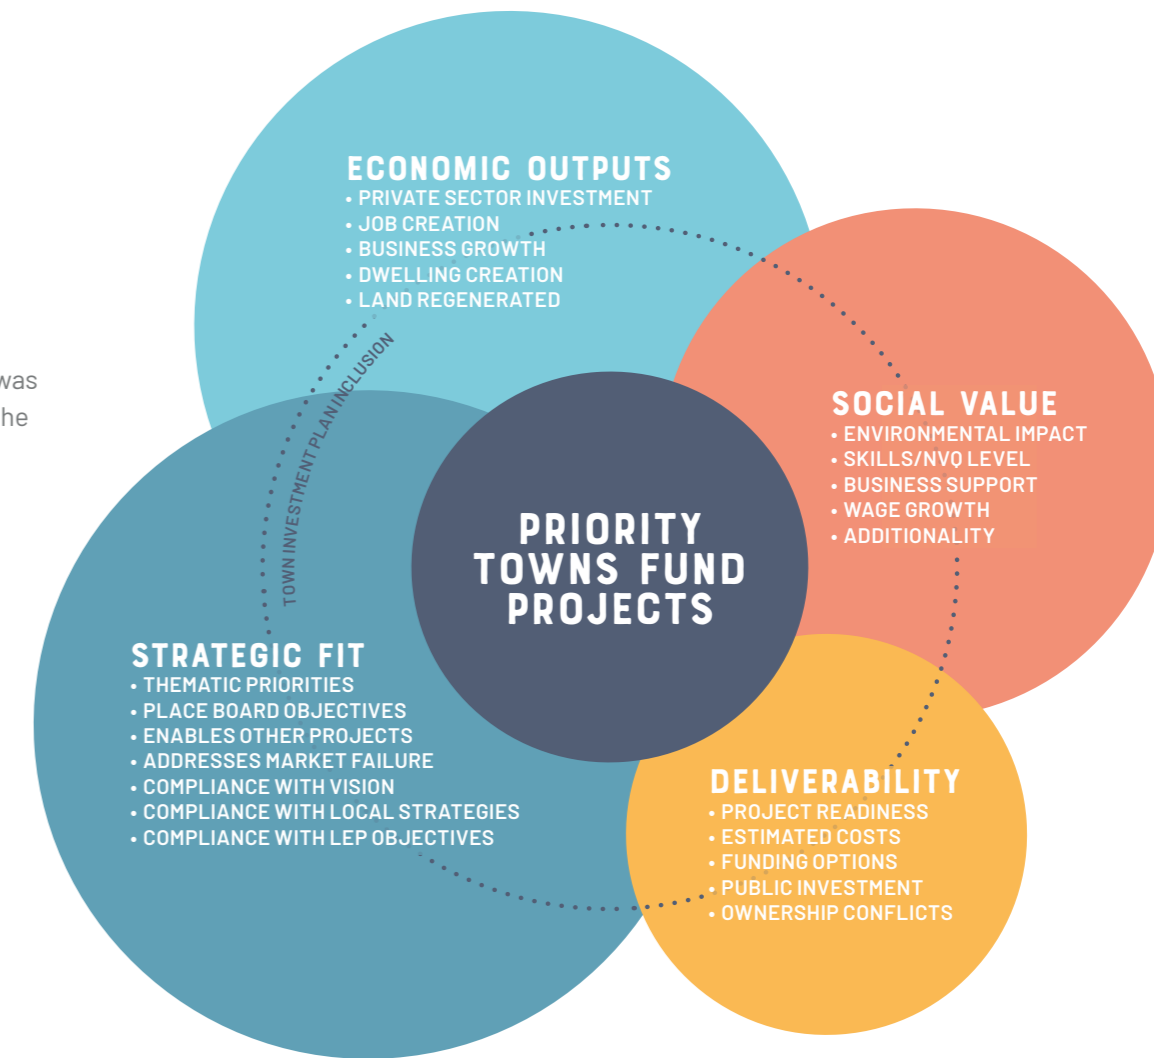 was
he
ECONOMIC OUTPUTS
• PRIVATE SECTOR INVESTMENT
• JOB CREATION
• BUSINESS GROWTH
• DWELLING CREATION
• LAND REGENERATED
TOWN INVESTMENT PLAN INCLUSION
SOCIAL VALUE
• ENVIRONMENTAL IMPACT
• SKILLS/NVQ LEVEL
• BUSINESS SUPPORT
• WAGE GROWTH
• ADDITIONALITY
PRIORITY
TOWNS FUND
PROJECTS
STRATEGIC FIT
• THEMATIC PRIORITIES
• PLACE BOARD OBJECTIVES
• ENABLES OTHER PROJECTS
• ADDRESSES MARKET FAILURE
• COMPLIANCE WITH VISION
• COMPLIANCE WITH LOCAL STRATEGIES
• COMPLIANCE WITH LEP OBJECTIVES
DELIVERABILITY
• PROJECT READINESS
• ESTIMATED COSTS
• FUNDING OPTIONS
• PUBLIC INVESTMENT
• OWNERSHIP CONFLICTS